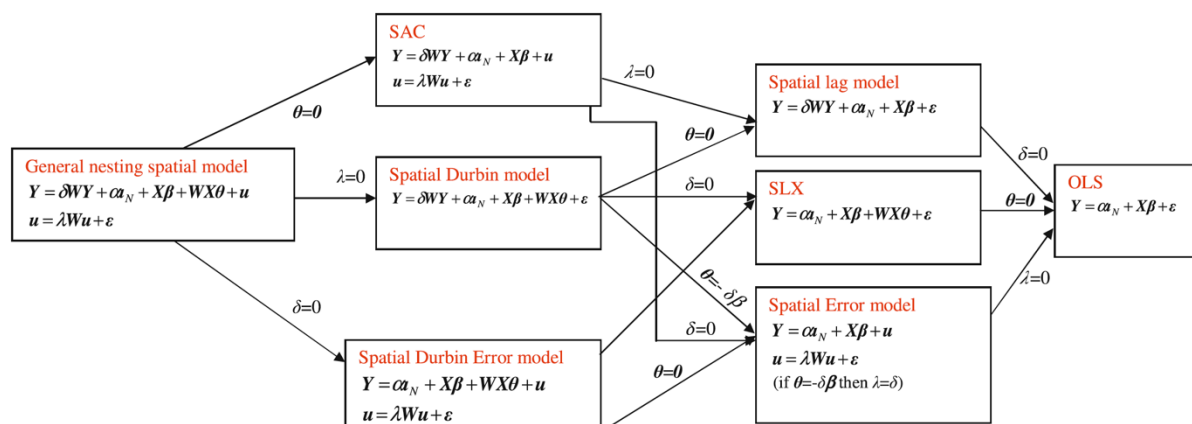 SAC
Y = δWY + αι_N + Xβ + u
u = λWu + ε
θ=0
λ=0
General nesting spatial model
Y = δWY + αι_N + Xβ + WXθ + u
u = λWu + ε
λ=0
Spatial Durbin model
Y = δWY + αι_N + Xβ + WXθ + ε
δ=0
Spatial Durbin Error model
Y = αι_N + Xβ + WXθ + u
u = λWu + ε
θ=0
δ=0
θ=- δβ
δ=0
θ=0
Spatial lag model
Y = δWY + αι_N + Xβ + ε
SLX
Y = αι_N + Xβ + WXθ + ε
Spatial Error model
Y = αι_N + Xβ + u
u = λWu + ε
(if θ=-δβ then λ=δ)
δ=0
θ=0
λ=0
OLS
Y = αι_N + Xβ + ε